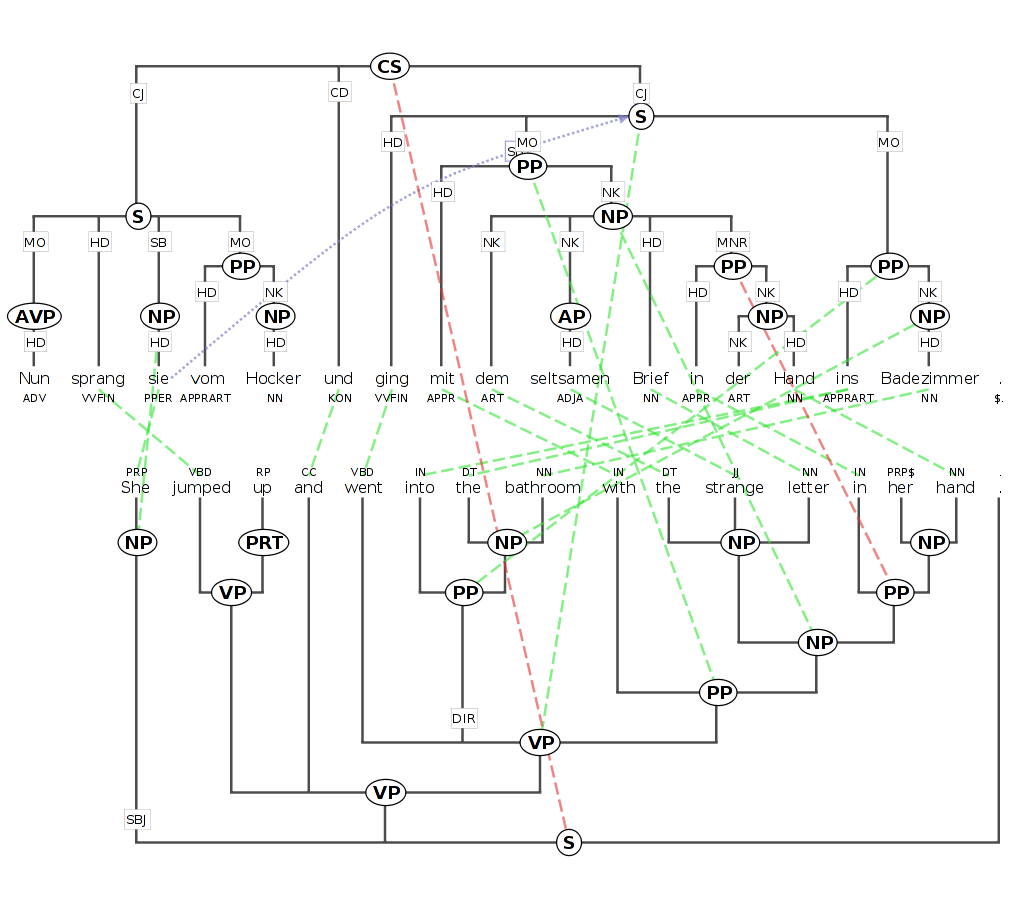 CS
CJ CD CJ
S
HD MO MO
S
PP
HD NK
S NP
MO HD SB MO NK NK HD MNR
PP PP PP
HD NK HD NK HD NK
AVP NP NP AP NP NP
HD HD HD HD NK HD HD
Nun sprang sie vom Hocker und ging mit dem seltsamen Brief in der Hand ins Badezimmer .
ADV VVFIN PPER APPRART NN KON VVFIN APPR ART ADJA NN APPR ART NN APPRART NN $.
PRP VBD RP CC VBD IN DT NN IN DT JJ NN IN PRP$ NN .
She jumped up and went into the bathroom with the strange letter in her hand .
NP PRT NP NP NP
VP PP PP
NP
PP
DIR
VP
VP
SBJ
S